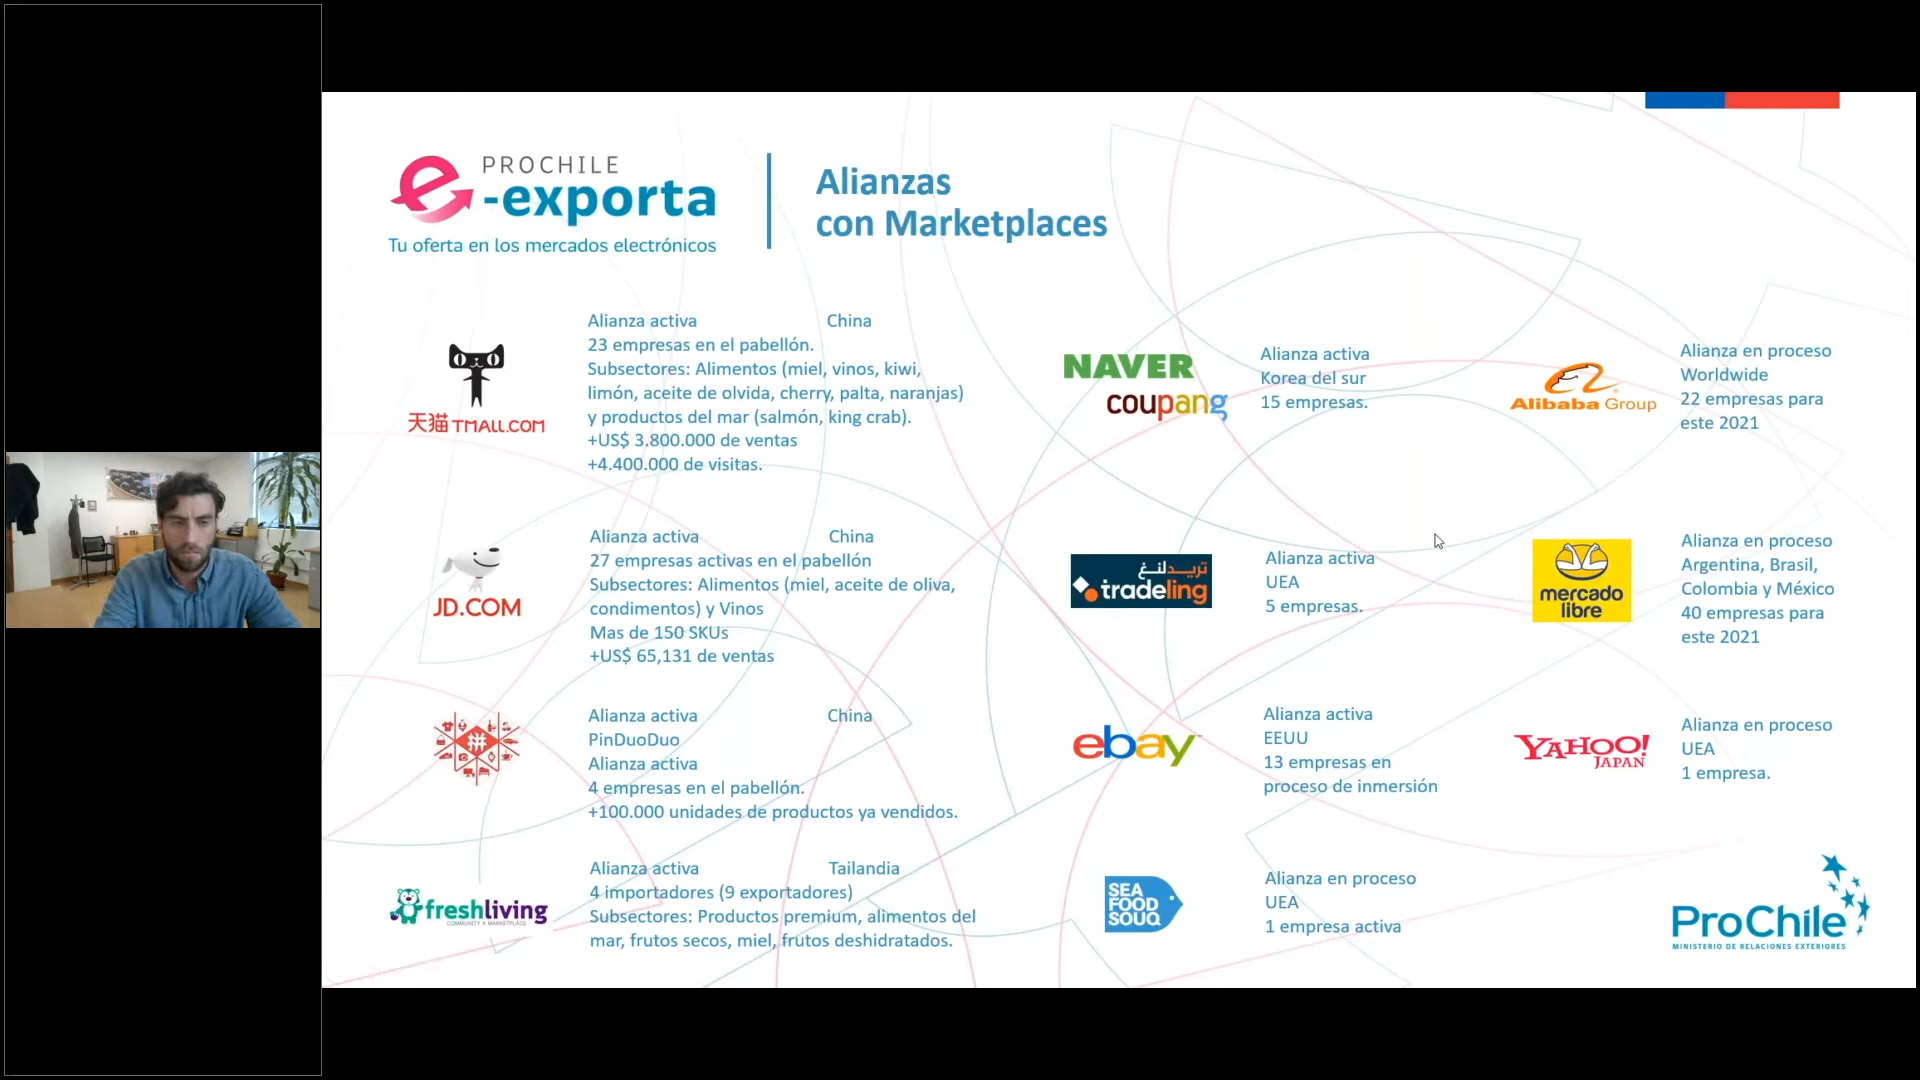 PROCHILE
e-exporta
Tu oferta en los mercados electrónicos
Alianzas
con Marketplaces
天猫 TMALL.COM
Alianza activa China
23 empresas en el pabellón.
Subsectores: Alimentos (miel, vinos, kiwi,
limón, aceite de olvida, cherry, palta, naranjas)
y productos del mar (salmón, king crab).
+US$ 3.800.000 de ventas
+4.400.000 de visitas.
JD.COM
Alianza activa China
27 empresas activas en el pabellón
Subsectores: Alimentos (miel, aceite de oliva,
condimentos) y Vinos
Mas de 150 SKUs
+US$ 65,131 de ventas
拼
Alianza activa China
PinDuoDuo
Alianza activa
4 empresas en el pabellón.
+100.000 unidades de productos ya vendidos.
freshliving
COMMUNITY & MARKETPLACE
Alianza activa Tailandia
4 importadores (9 exportadores)
Subsectores: Productos premium, alimentos del
mar, frutos secos, miel, frutos deshidratados.
NAVER
coupang
Alianza activa
Korea del sur
15 empresas.
تريدلنغ
tradeling
Alianza activa
UEA
5 empresas.
ebay
Alianza activa
EEUU
13 empresas en
proceso de inmersión
SEA
FOOD
SOUQ
Alianza en proceso
UEA
1 empresa activa
Alibaba Group
Alianza en proceso
Worldwide
22 empresas para
este 2021
mercado
libre
Alianza en proceso
Argentina, Brasil,
Colombia y México
40 empresas para
este 2021
YAHOO!
JAPAN
Alianza en proceso
UEA
1 empresa.
ProChile
MINISTERIO DE RELACIONES EXTERIORES